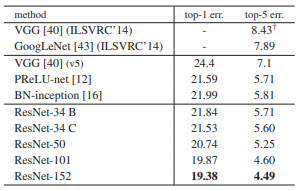 method top-1 err. top-5 err.
VGG [40] (ILSVRC'14) - 8.43†
GoogLeNet [43] (ILSVRC'14) - 7.89
VGG [40] (v5) 24.4 7.1
PReLU-net [12] 21.59 5.71
BN-inception [16] 21.99 5.81
ResNet-34 B 21.84 5.71
ResNet-34 C 21.53 5.60
ResNet-50 20.74 5.25
ResNet-101 19.87 4.60
ResNet-152 19.38 4.49